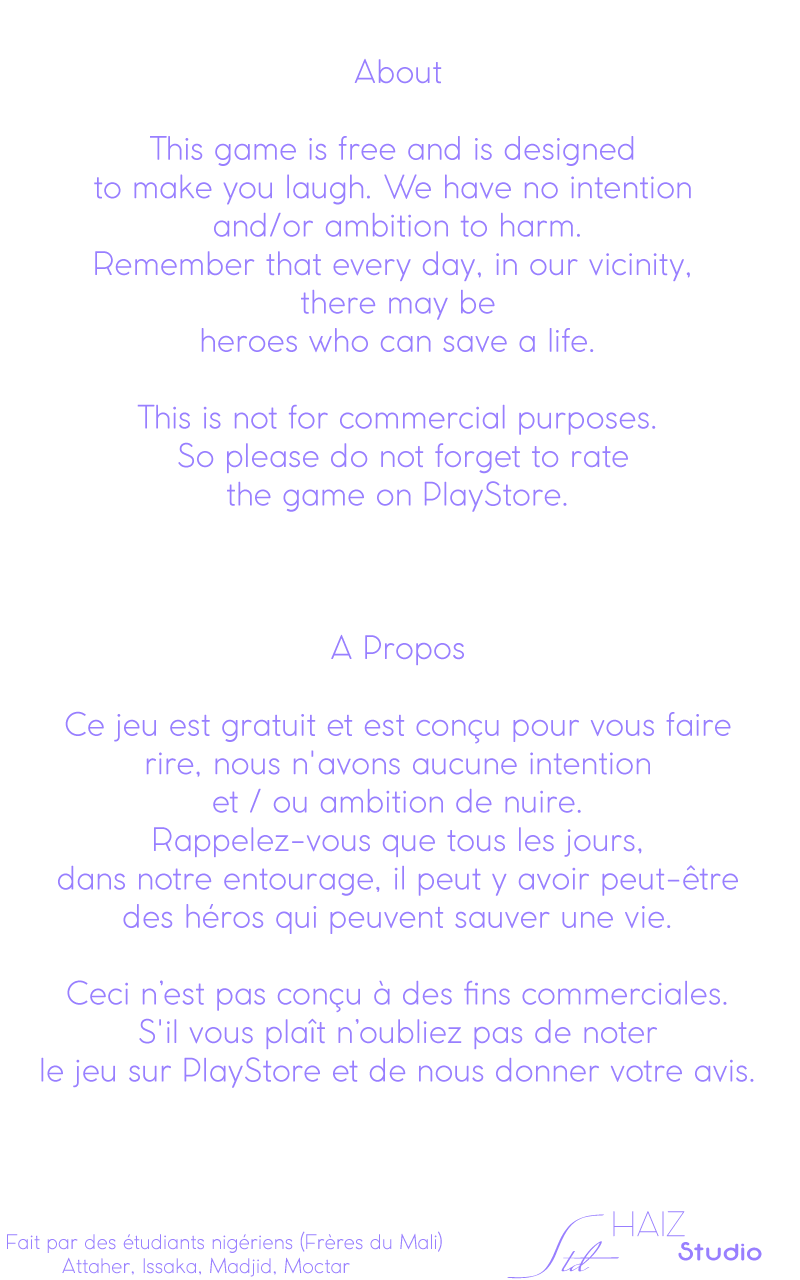 About
This game is free and is designed
to make you laugh. We have no intention
and/or ambition to harm.
Remember that every day, in our vicinity,
there may be
heroes who can save a life.
This is not for commercial purposes.
So please do not forget to rate
the game on PlayStore.
A Propos
Ce jeu est gratuit et est conçu pour vous faire
rire, nous n'avons aucune intention
et / ou ambition de nuire.
Rappelez-vous que tous les jours,
dans notre entourage, il peut y avoir peut-être
des héros qui peuvent sauver une vie.
Ceci n’est pas conçu à des fins commerciales.
S'il vous plaît n’oubliez pas de noter
le jeu sur PlayStore et de nous donner votre avis.
Fait par des étudiants nigériens (Frères du Mali)
Attaher, Issaka, Madjid, Moctar
Std HAIZ
Studio